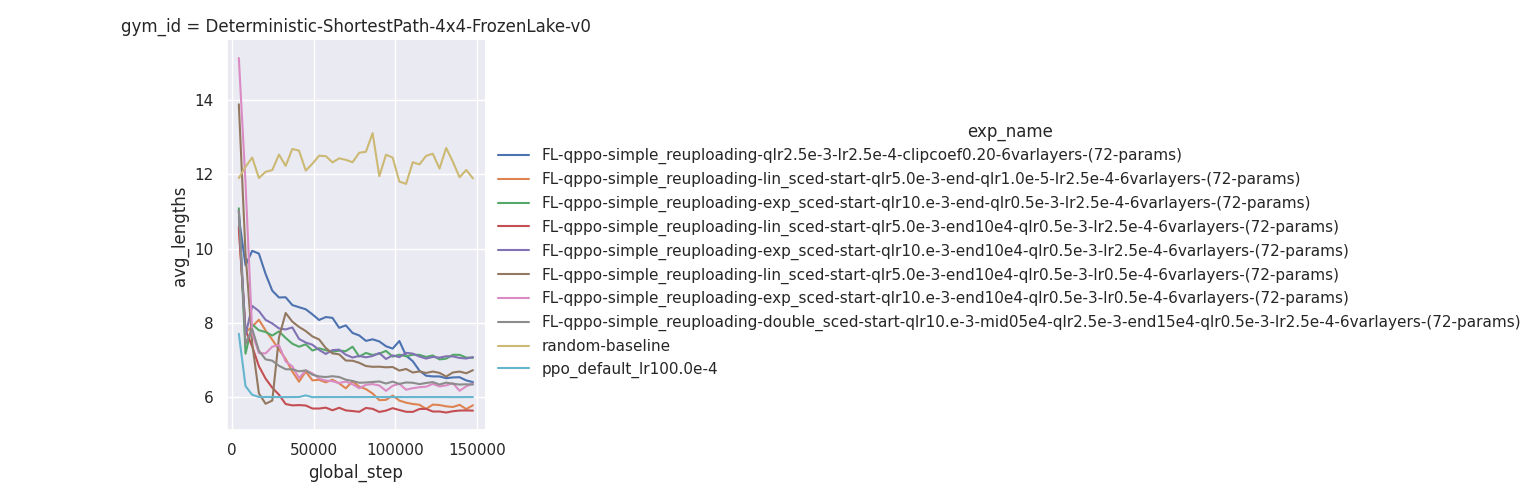 gym_id = Deterministic-ShortestPath-4x4-FrozenLake-v0
avg_lengths
14
12
10
8
6
0
50000
100000
150000
global_step
exp_name
FL-qppo-simple_reuploading-qlr2.5e-3-lr2.5e-4-clipcoef0.20-6varlayers-(72-params)
FL-qppo-simple_reuploading-lin_sced-start-qlr5.0e-3-end-qlr1.0e-5-lr2.5e-4-6varlayers-(72-params)
FL-qppo-simple_reuploading-exp_sced-start-qlr10.e-3-end-qlr0.5e-3-lr2.5e-4-6varlayers-(72-params)
FL-qppo-simple_reuploading-lin_sced-start-qlr5.0e-3-end10e4-qlr0.5e-3-lr2.5e-4-6varlayers-(72-params)
FL-qppo-simple_reuploading-exp_sced-start-qlr10.e-3-end10e4-qlr0.5e-3-lr2.5e-4-6varlayers-(72-params)
FL-qppo-simple_reuploading-lin_sced-start-qlr5.0e-3-end10e4-qlr0.5e-3-lr0.5e-4-6varlayers-(72-params)
FL-qppo-simple_reuploading-exp_sced-start-qlr10.e-3-end10e4-qlr0.5e-3-lr0.5e-4-6varlayers-(72-params)
FL-qppo-simple_reuploading-double_sced-start-qlr10.e-3-mid05e4-qlr2.5e-3-end15e4-qlr0.5e-3-lr2.5e-4-6varlayers-(72-params)
random-baseline
ppo_default_lr100.0e-4